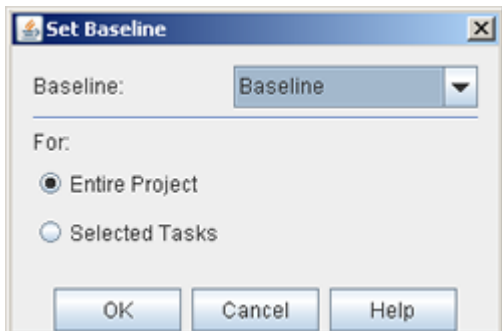 Set Baseline
Baseline: Baseline
For:
Entire Project
Selected Tasks
OK Cancel Help